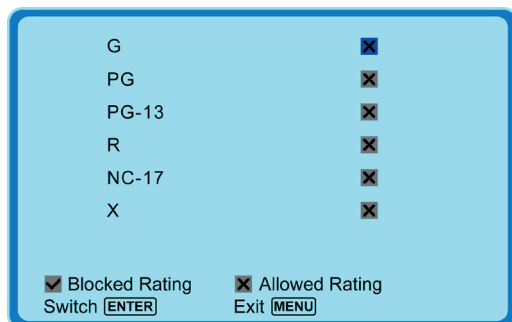 G
PG
PG-13
R
NC-17
X
Blocked Rating Allowed Rating
Switch ENTER Exit MENU